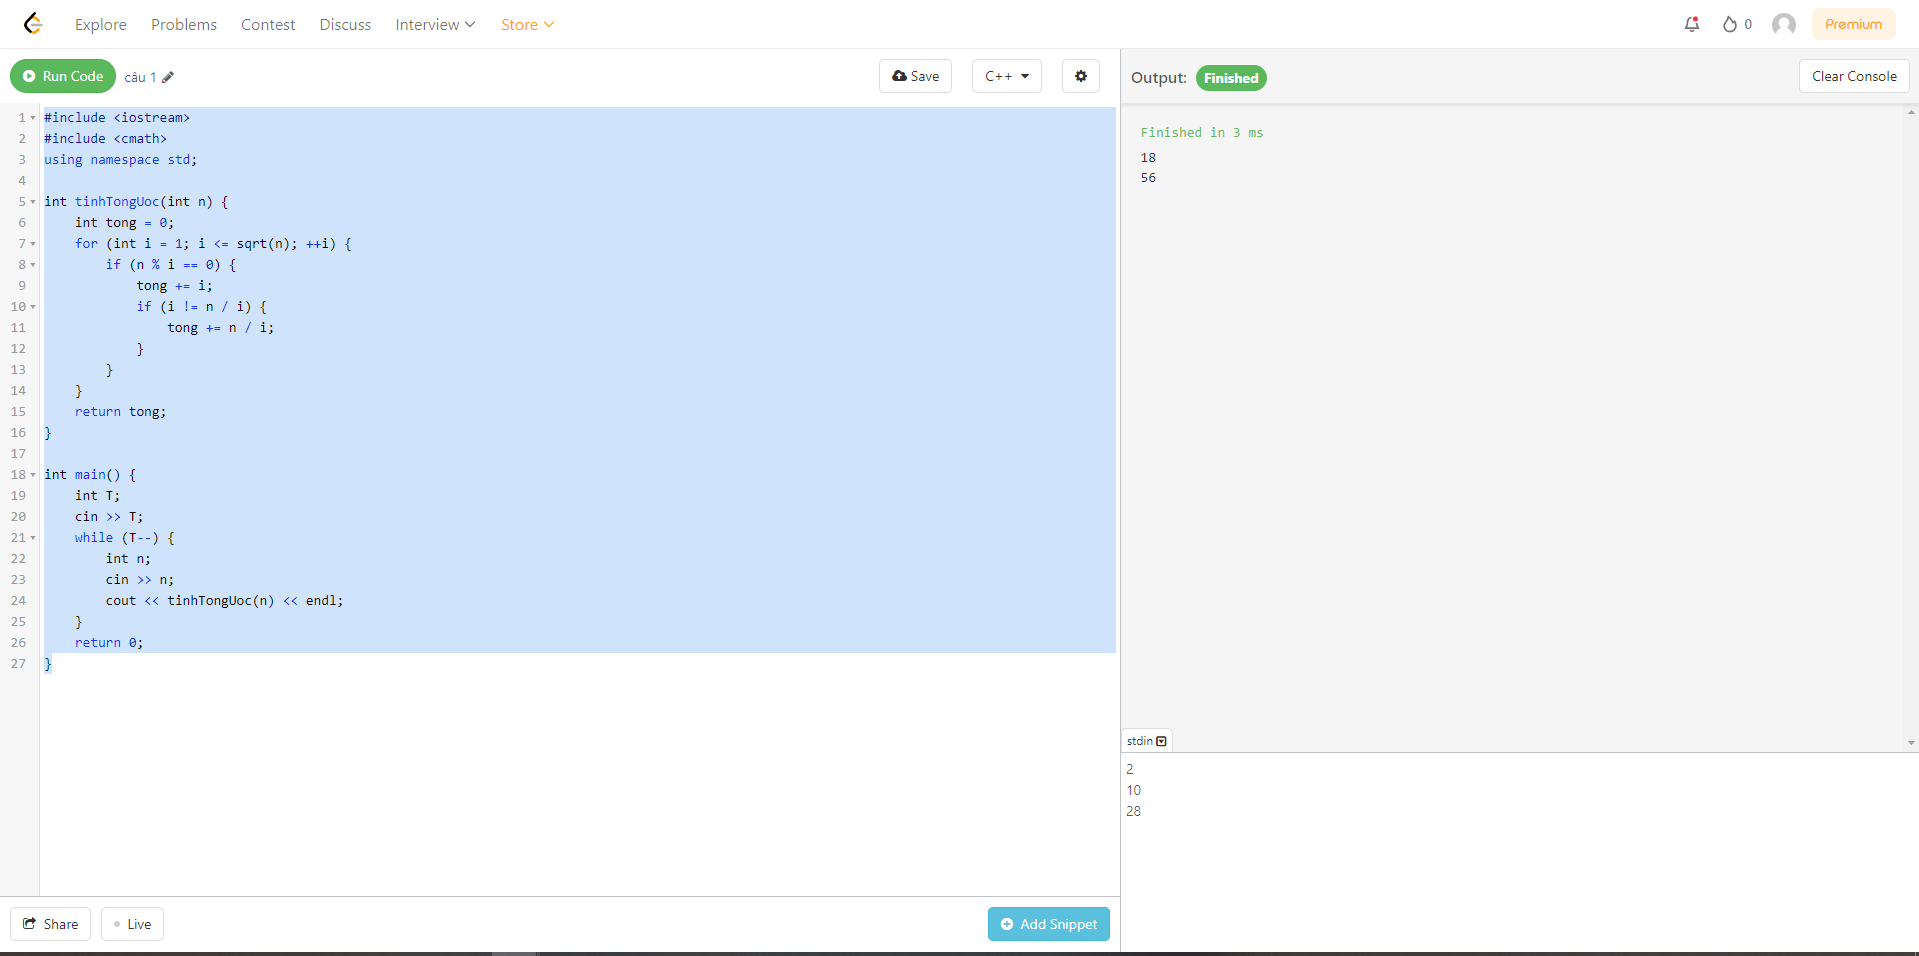 Explore Problems Contest Discuss Interview Store 0 Premium
Run Code câu 1 Save C++
Output: Finished Clear Console
1 #include <iostream>
2 #include <cmath>
3 using namespace std;
4
5 int tinhTongUoc(int n) {
6 int tong = 0;
7 for (int i = 1; i <= sqrt(n); ++i) {
8 if (n % i == 0) {
9 tong += i;
10 if (i != n / i) {
11 tong += n / i;
12 }
13 }
14 }
15 return tong;
16 }
17
18 int main() {
19 int T;
20 cin >> T;
21 while (T--) {
22 int n;
23 cin >> n;
24 cout << tinhTongUoc(n) << endl;
25 }
26 return 0;
27 }
Finished in 3 ms
18
56
stdin
2
10
28
Share Live Add Snippet